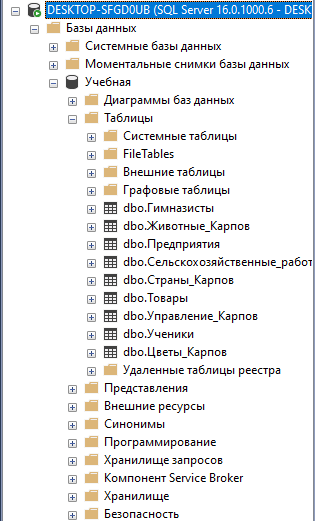 DESKTOP-SFGD0UB (SQL Server 16.0.1000.6 - DESK
Базы данных
Системные базы данных
Моментальные снимки базы данных
Учебная
Диаграммы баз данных
Таблицы
Системные таблицы
FileTables
Внешние таблицы
Графовые таблицы
dbo.Гимназисты
dbo.Животные_Карпов
dbo.Предприятия
dbo.Сельскохозяйственные_работ
dbo.Страны_Карпов
dbo.Товары
dbo.Управление_Карпов
dbo.Ученики
dbo.Цветы_Карпов
Удаленные таблицы реестра
Представления
Внешние ресурсы
Синонимы
Программирование
Хранилище запросов
Компонент Service Broker
Хранилище
Безопасность